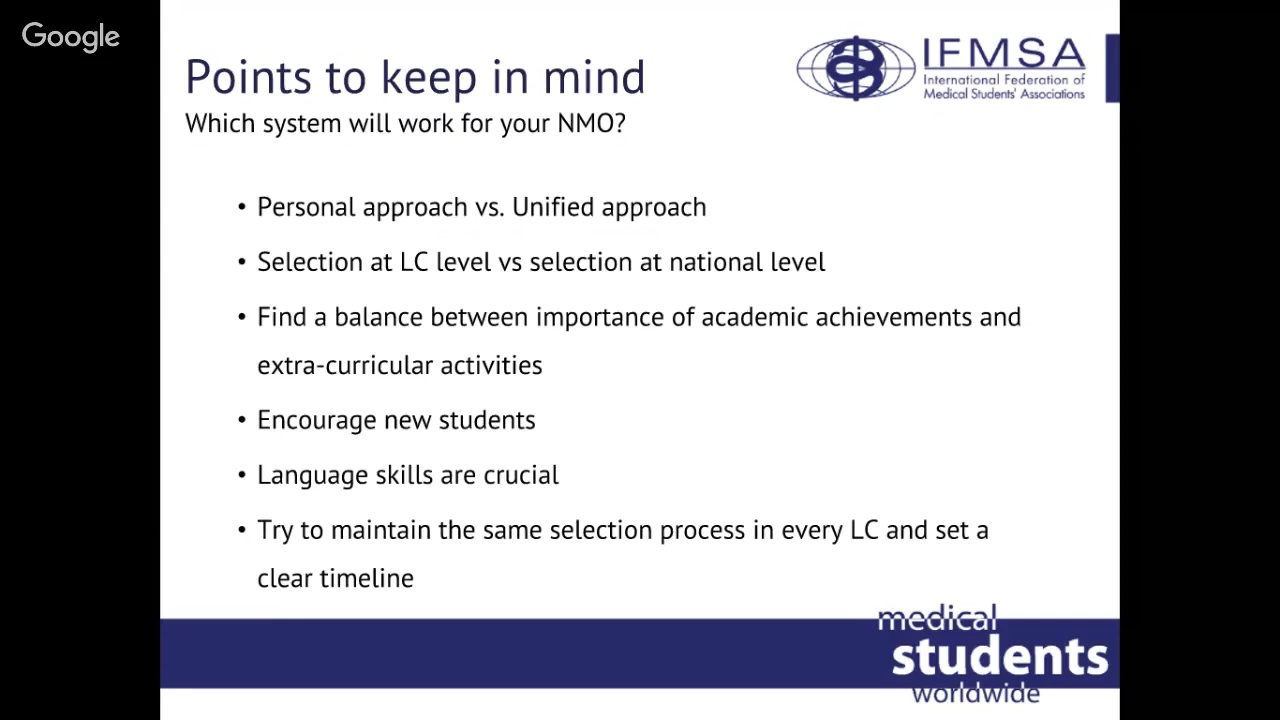 Google
Points to keep in mind
Which system will work for your NMO?
IFMSA
International Federation of
Medical Students' Associations
• Personal approach vs. Unified approach
• Selection at LC level vs selection at national level
• Find a balance between importance of academic achievements and
extra-curricular activities
• Encourage new students
• Language skills are crucial
• Try to maintain the same selection process in every LC and set a
clear timeline
medical
students
worldwide